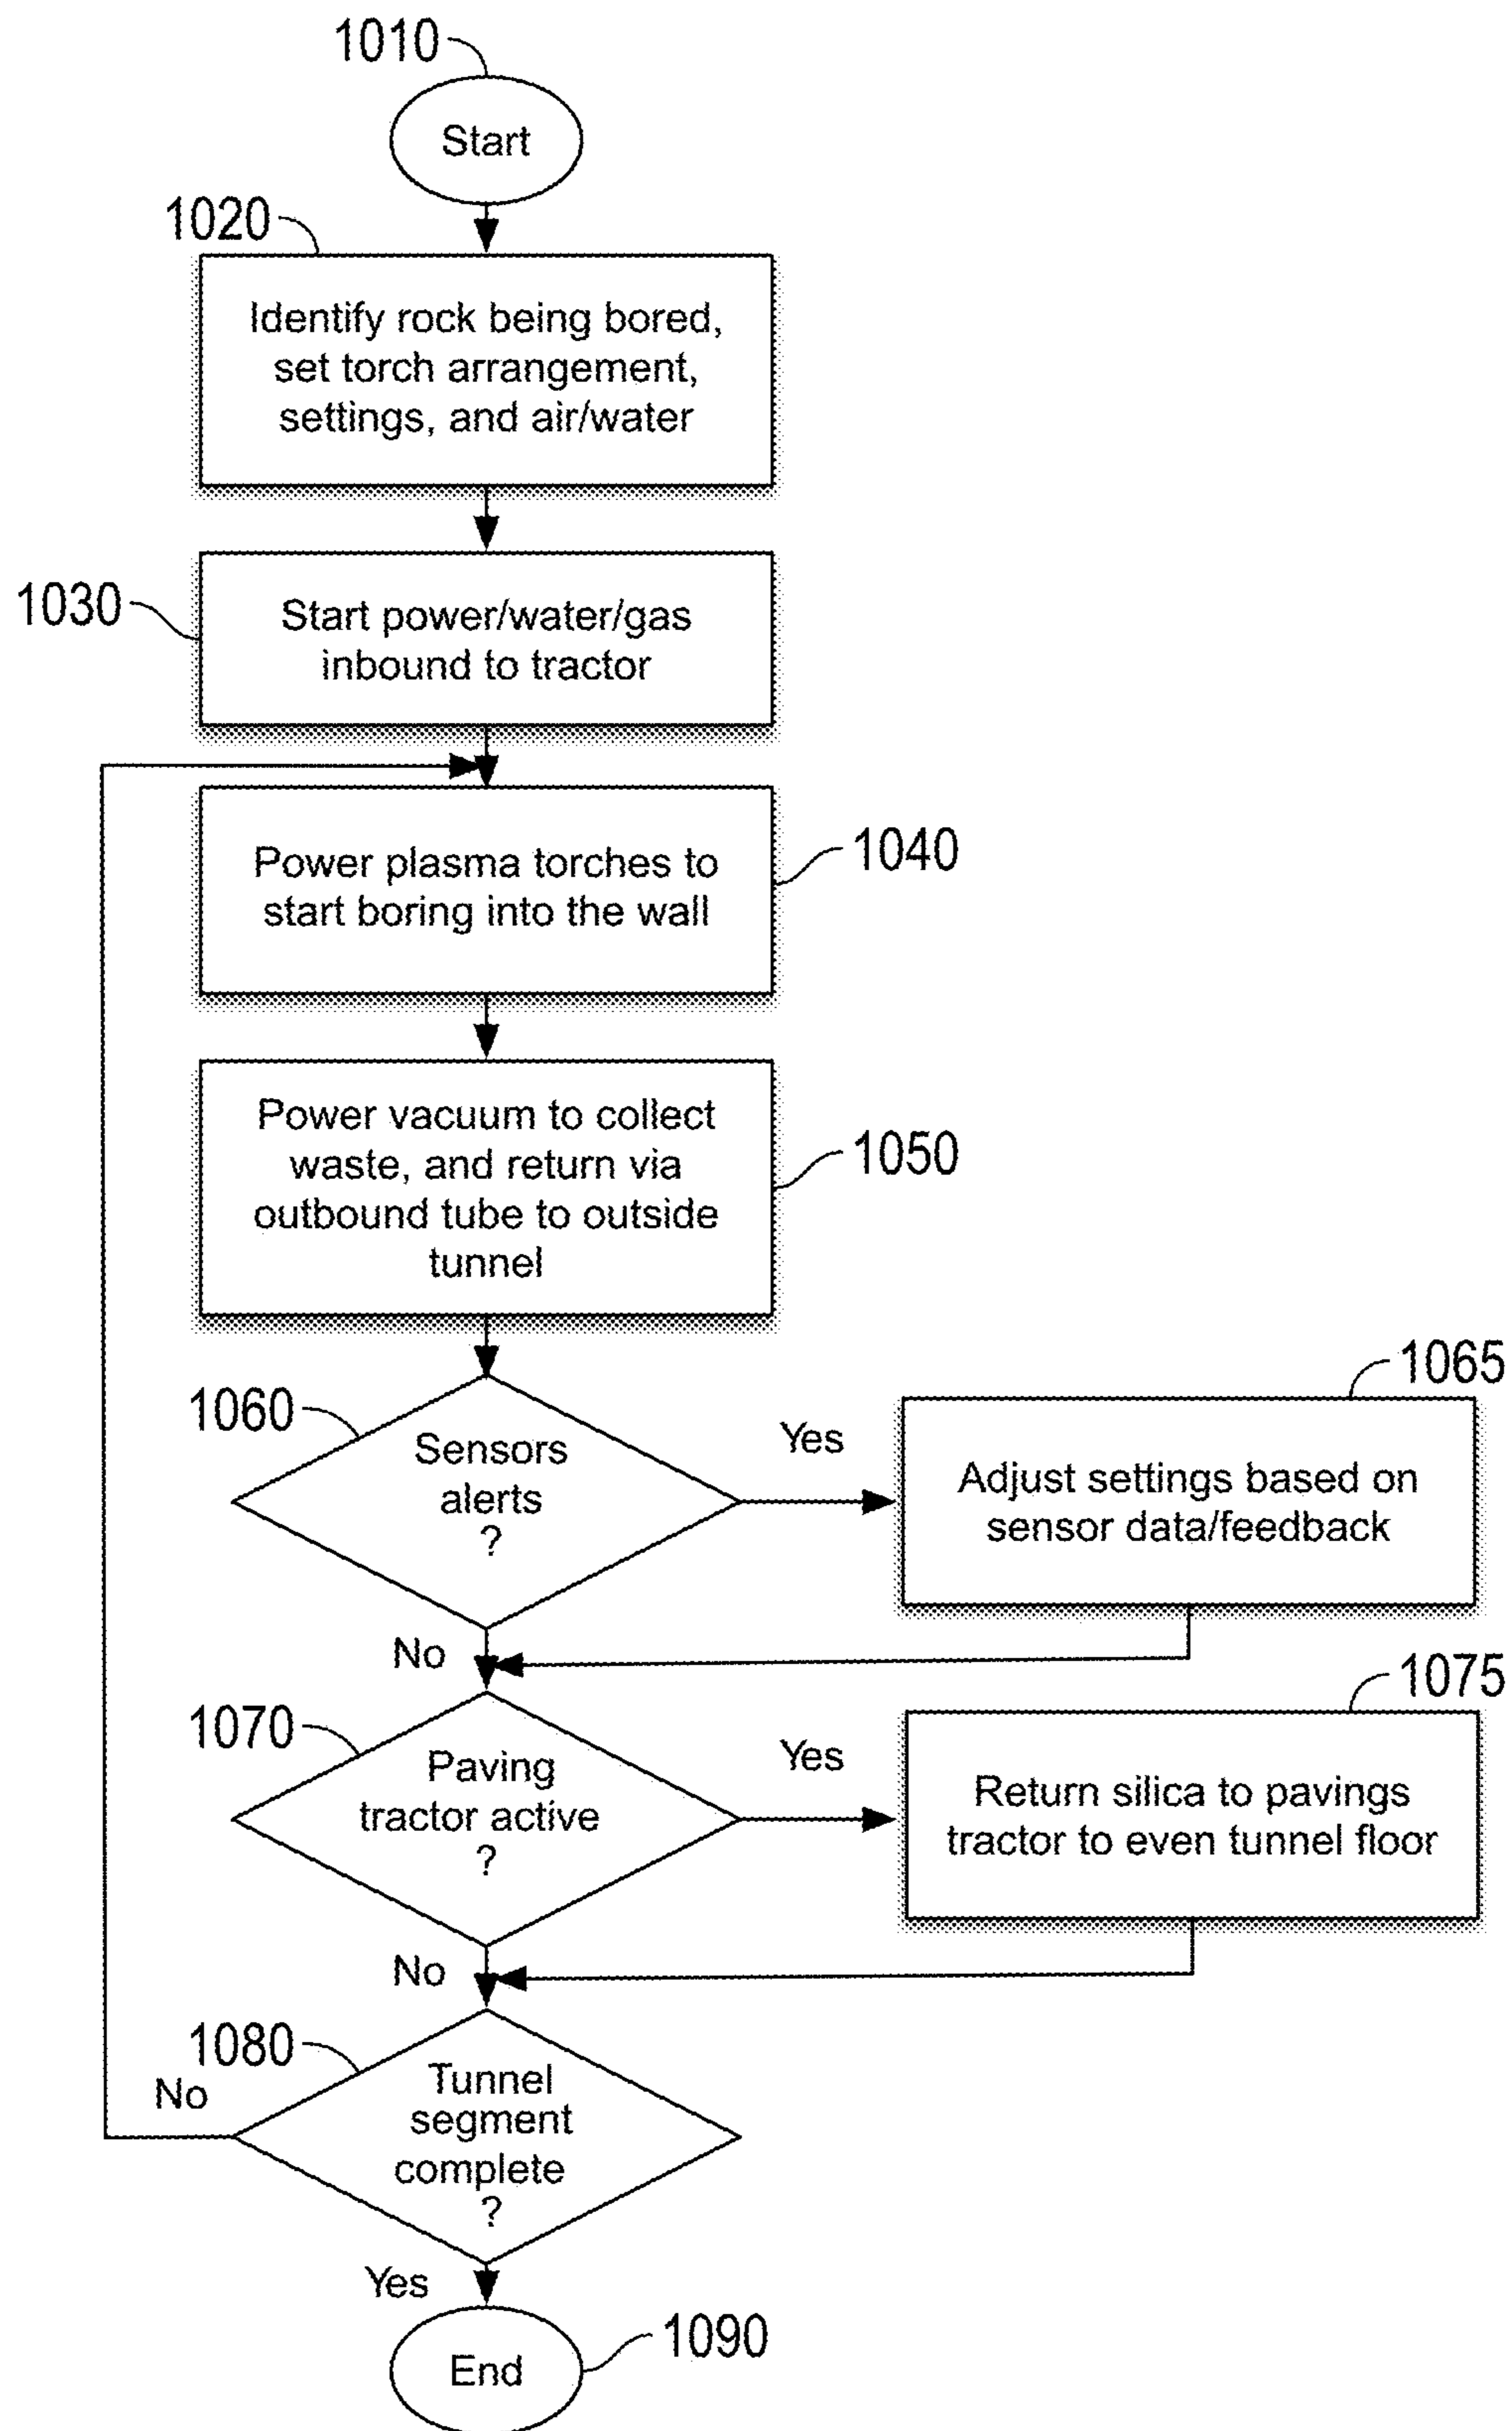 1010
Start
1020
Identify rock being bored,
set torch arrangement,
settings, and air/water
1030
Start power/water/gas
inbound to tractor
Power plasma torches to
start boring into the wall
1040
Power vacuum to collect
waste, and return via
outbound tube to outside
tunnel
1050
1060
Sensors
alerts
?
Yes
1065
Adjust settings based on
sensor data/feedback
No
1070
Paving
tractor active
?
Yes
1075
Return silica to pavings
tractor to even tunnel floor
No
1080
No
Tunnel
segment
complete
?
Yes
End
1090